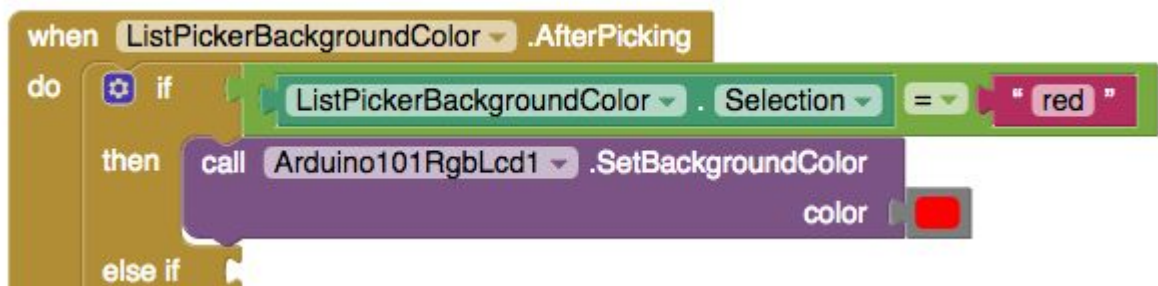 when ListPickerBackgroundColor .AfterPicking
do if ListPickerBackgroundColor . Selection = “ red ”
then call Arduino101RgbLcd1 .SetBackgroundColor
color
else if